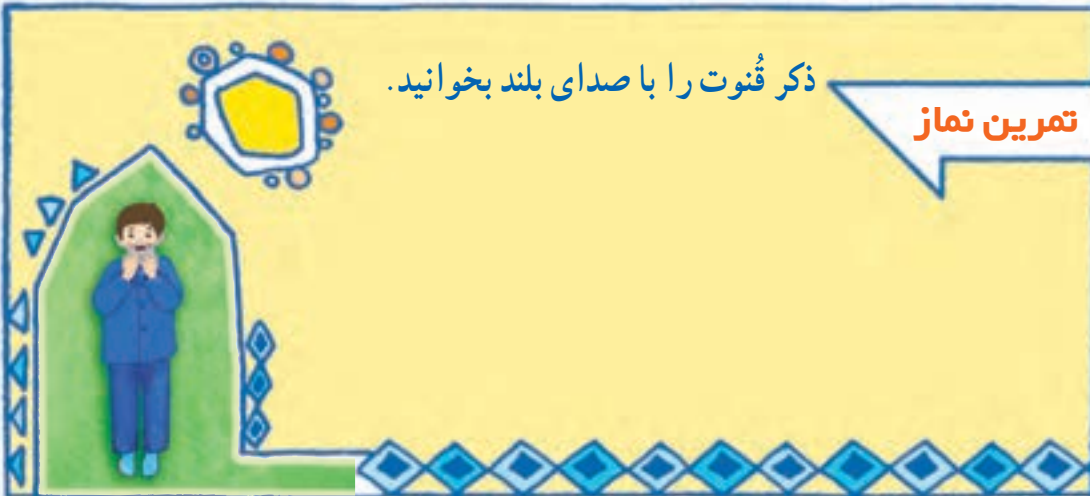 تمرین نماز
ذکر قُنوت را با صدای بلند بخوانید.